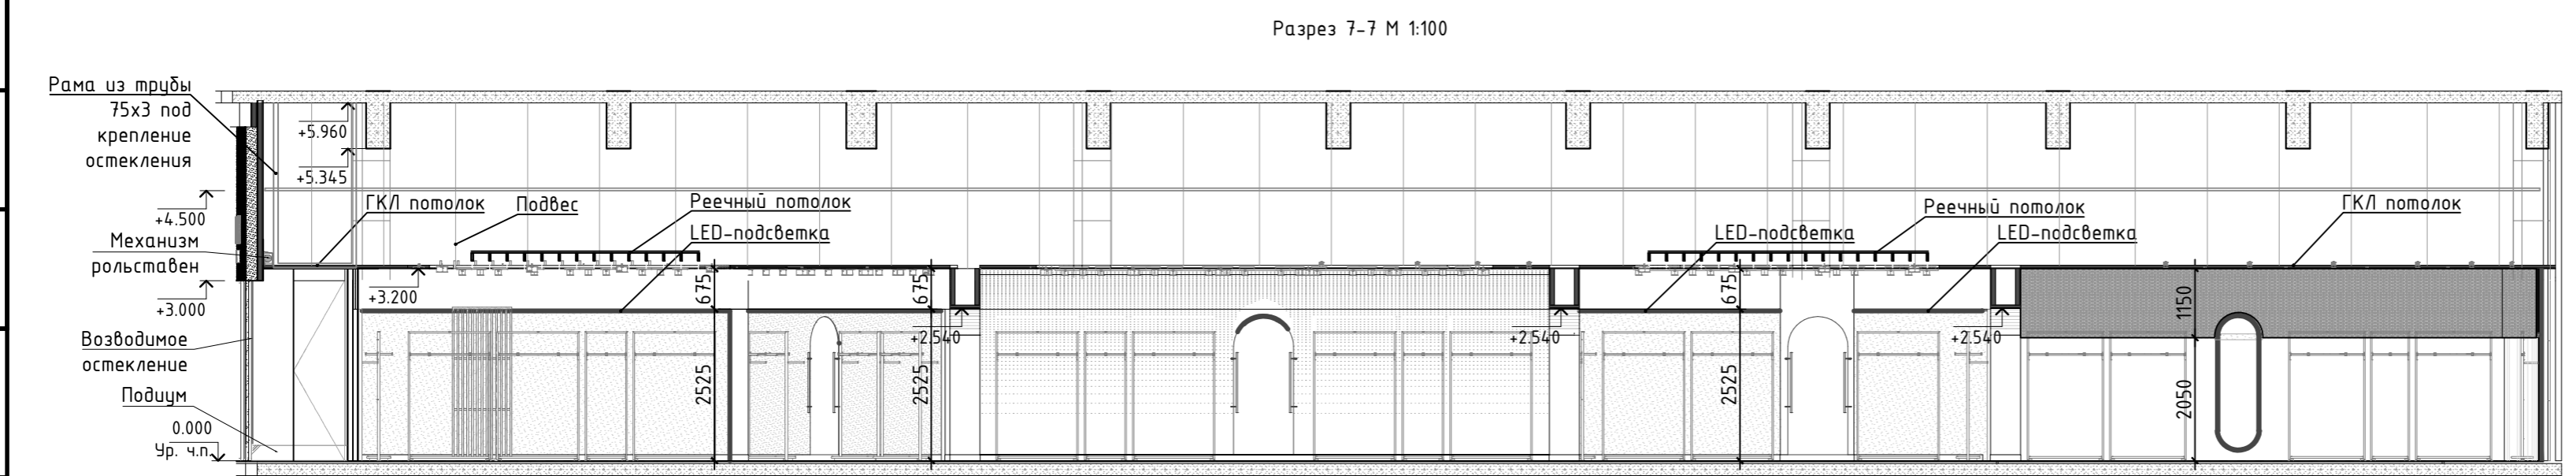 Разрез 7-7 М 1:100
Рама из трубы
75х3 под
крепление
остекления
+5.960
+5.345
+4.500
ГКЛ потолок
Подвес
Реечный потолок
LED-подсветка
Реечный потолок
LED-подсветка
LED-подсветка
ГКЛ потолок
Механизм
рольставен
+3.200
+3.000
675
675
675
1150
+2.540
+2.540
+2.540
Возводимое
остекление
Подиум
2525
2525
2525
2050
0.000
Ур. ч.п.